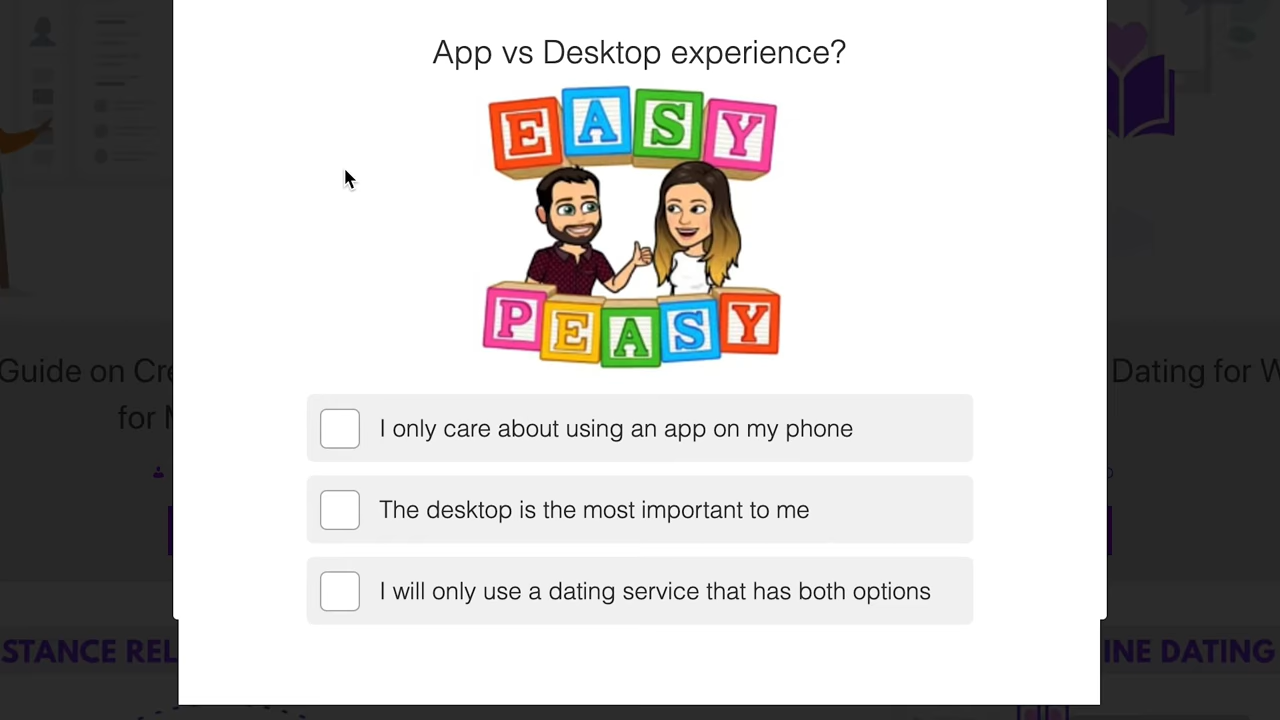 App vs Desktop experience?
EASY
PEASY
I only care about using an app on my phone
The desktop is the most important to me
I will only use a dating service that has both options
Guide on
Dating for
for
STANCE
INE DATING